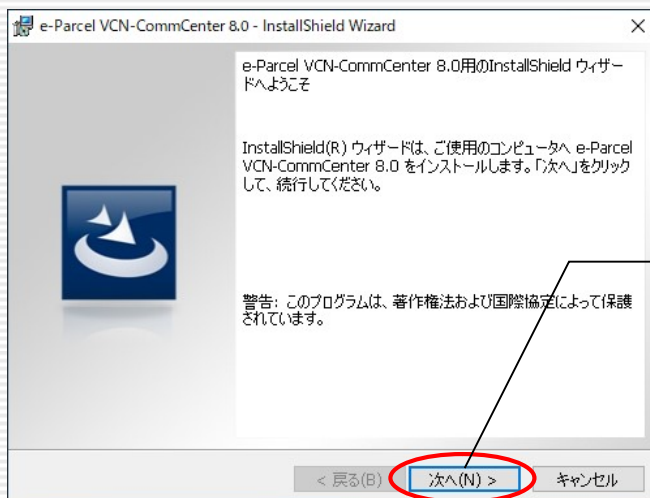 e-Parcel VCN-CommCenter 8.0 - InstallShield Wizard
e-Parcel VCN-CommCenter 8.0用のInstallShield ウィザー
ドへようこそ
InstallShield(R) ウィザードは、ご使用のコンピュータへ e-Parcel
VCN-CommCenter 8.0 をインストールします。「次へ」をクリック
して、続行してください。
警告: このプログラムは、著作権法および国際協定によって保護
されています。
< 戻る(B)
次へ(N) >
キャンセル